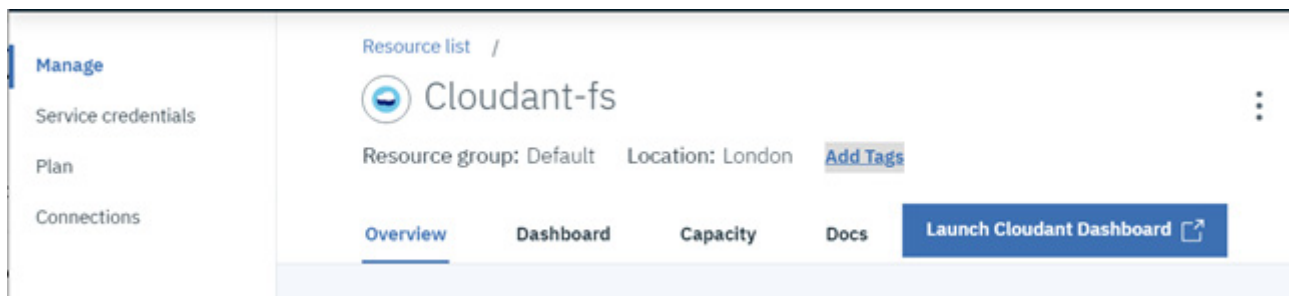 Manage
Service credentials
Plan
Connections
Resource list /
Cloudant-fs
Resource group: Default Location: London Add Tags
Overview Dashboard Capacity Docs Launch Cloudant Dashboard